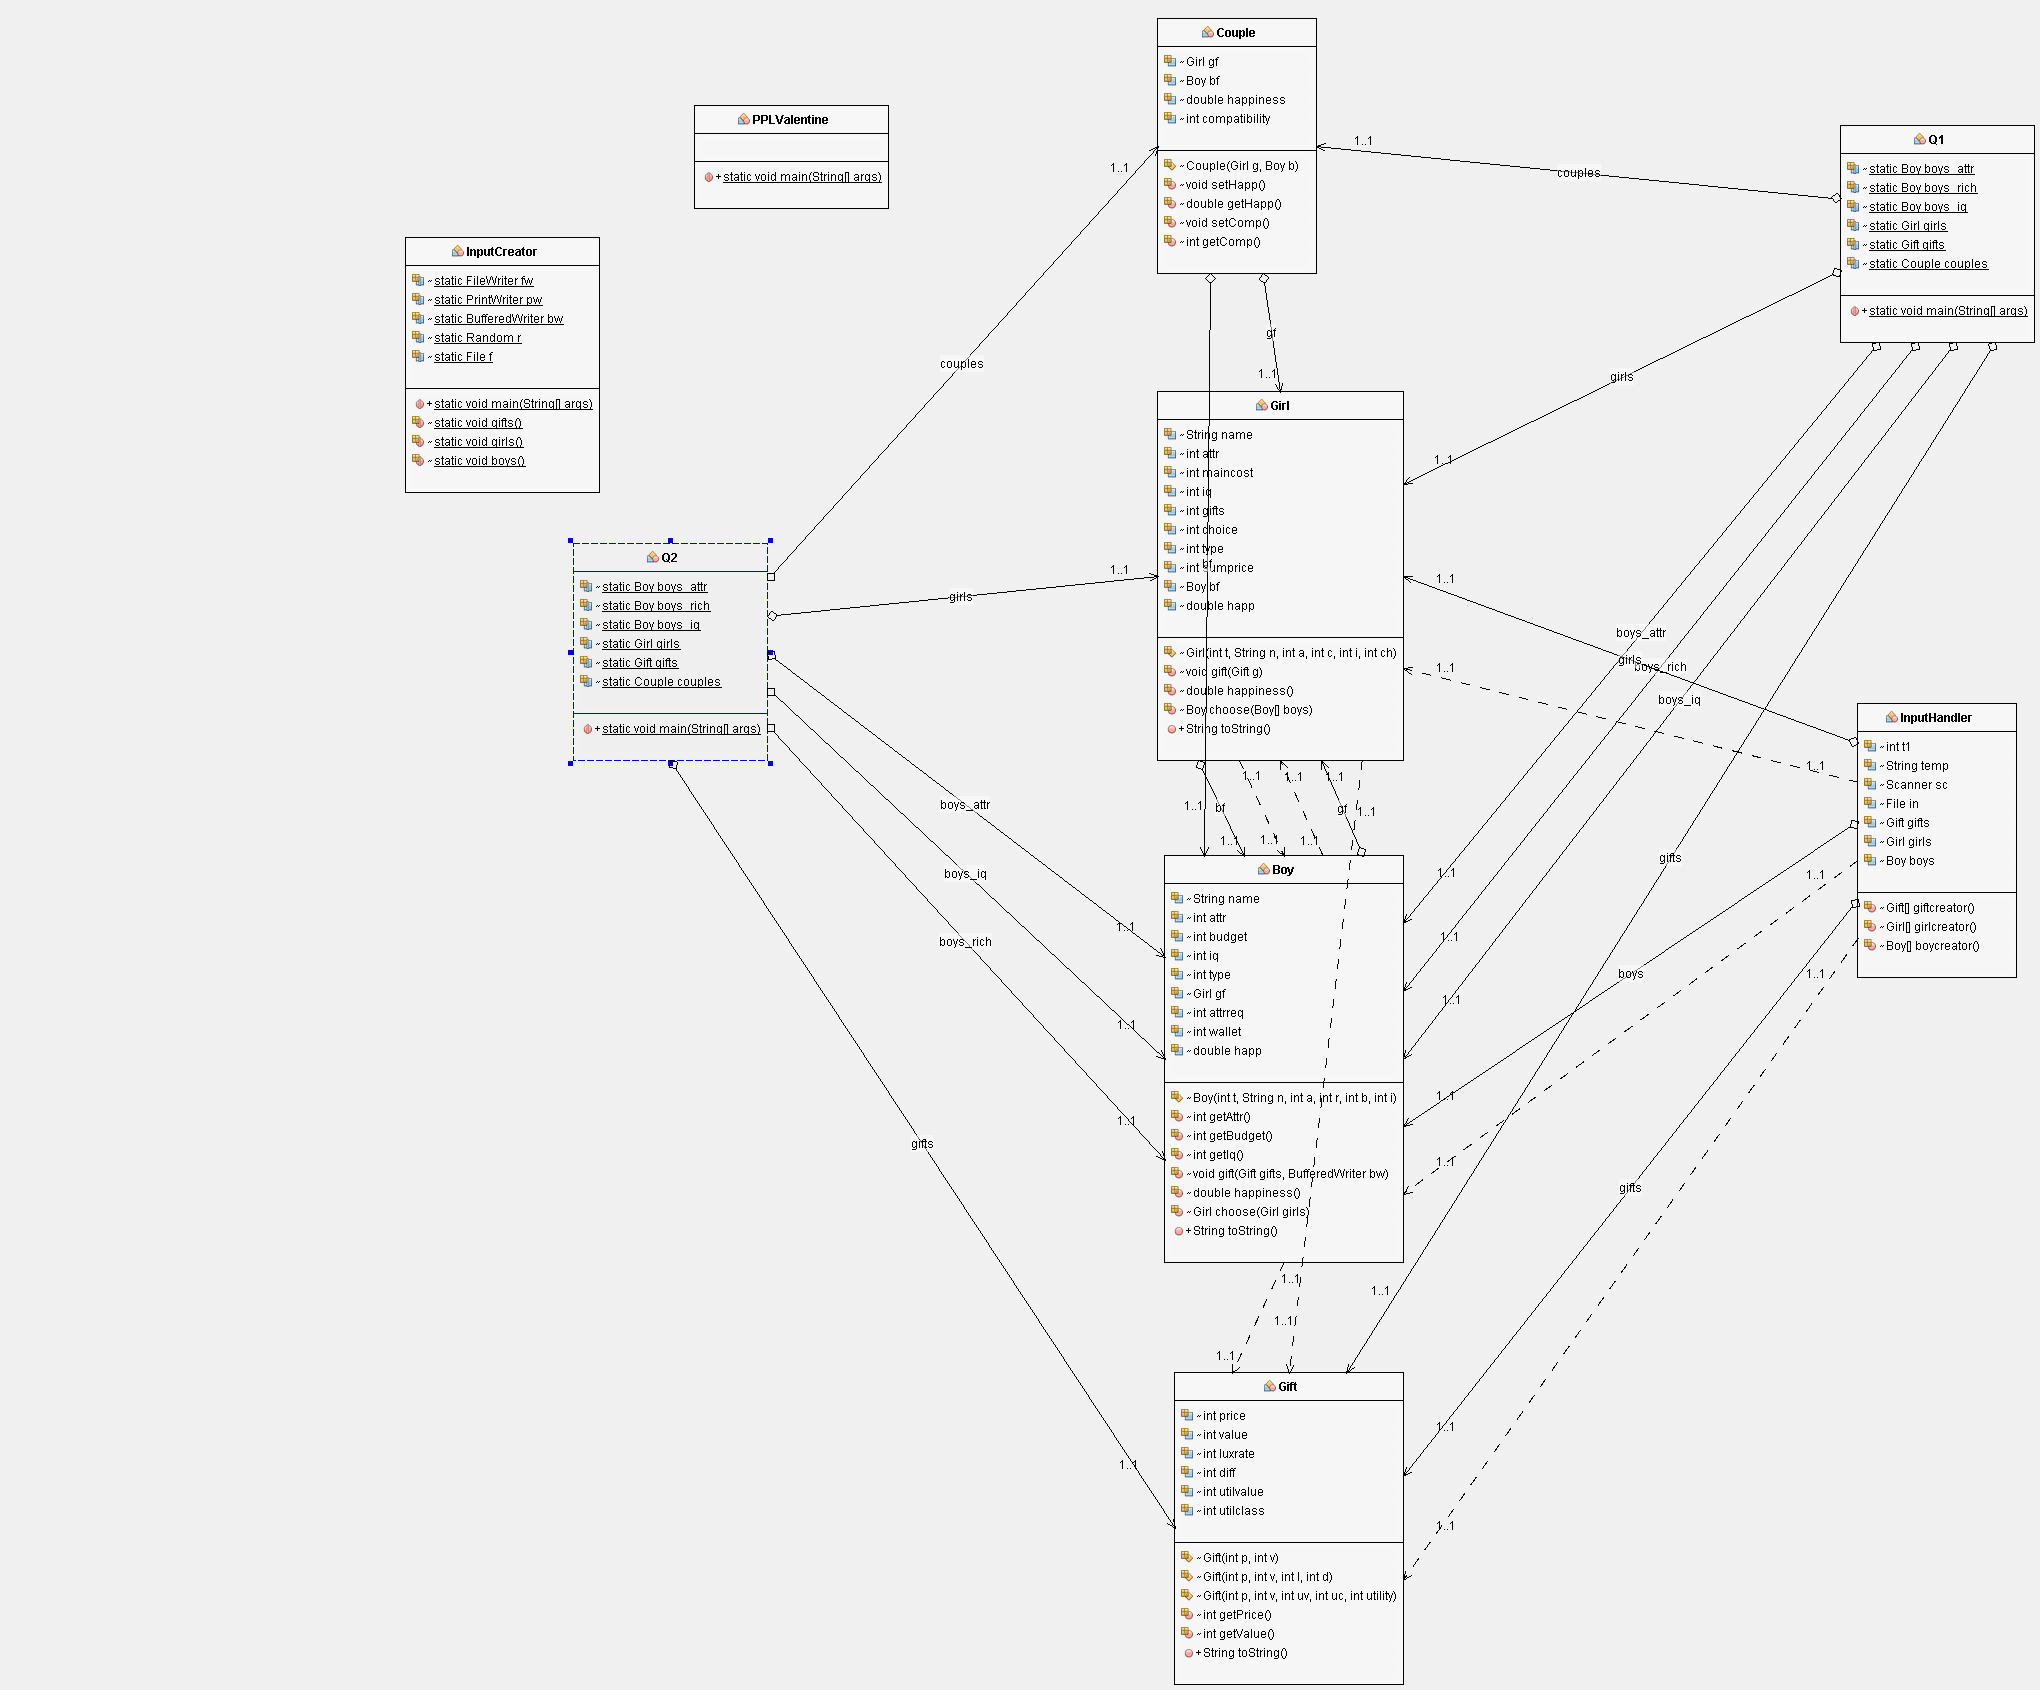 Couple
~Girl gf
~Boy bf
~double happiness
~int compatibility
~Couple(Girl g, Boy b)
~void setHapp()
~double getHapp()
~void setComp()
~int getComp()
PPLValentine
+static void main(String[] args)
Q1
~static Boy boys_attr
~static Boy boys_rich
~static Boy boys_iq
~static Girl girls
~static Gift gifts
~static Couple couples
+static void main(String[] args)
InputCreator
~static FileWriter fw
~static PrintWriter pw
~static BufferedWriter bw
~static Random r
~static File f
+static void main(String[] args)
~static void gifts()
~static void girls()
~static void boys()
1..1
couples
1..1
couples
gf
1..1
girls
1..1
Girl
~String name
~int attr
~int maincost
~int iq
~int gifts
~int choice
~int type
~int sumprice
~Boy bf
~double happ
~Girl(int t, String n, int a, int c, int i, int ch)
~void gift(Gift g)
~double happiness()
~Boy choose(Boy[] boys)
+String toString()
bf
Q2
~static Boy boys_attr
~static Boy boys_rich
~static Boy boys_iq
~static Girl girls
~static Gift gifts
~static Couple couples
+static void main(String[] args)
1..1
girls
1..1
boys_attr
girls
boys_rich
1..1
boys_iq
InputHandler
~int t1
~String temp
~Scanner sc
~File in
~Gift gifts
~Girl girls
~Boy boys
~Gift[] giftcreator()
~Girl[] girlcreator()
~Boy[] boycreator()
1..1
1..1
1..1
1..1
1..1
bf
gf
1..1
1..1
1..1
1..1
boys_attr
boys_iq
boys_rich
gifts
1..1
1..1
1..1
Boy
~String name
~int attr
~int budget
~int iq
~int type
~Girl gf
~int attrreq
~int wallet
~double happ
~Boy(int t, String n, int a, int r, int b, int i)
~int getAttr()
~int getBudget()
~int getIq()
~void gift(Gift gifts, BufferedWriter bw)
~double happiness()
~Girl choose(Girl girls)
+String toString()
1..1
1..1
1..1
gifts
1..1
boys
1..1
1..1
1..1
gifts
1..1
1..1
1..1
1..1
1..1
Gift
~int price
~int value
~int luxrate
~int diff
~int utilvalue
~int utilclass
~Gift(int p, int v)
~Gift(int p, int v, int l, int d)
~Gift(int p, int v, int uv, int uc, int utility)
~int getPrice()
~int getValue()
+String toString()
1..1
1..1